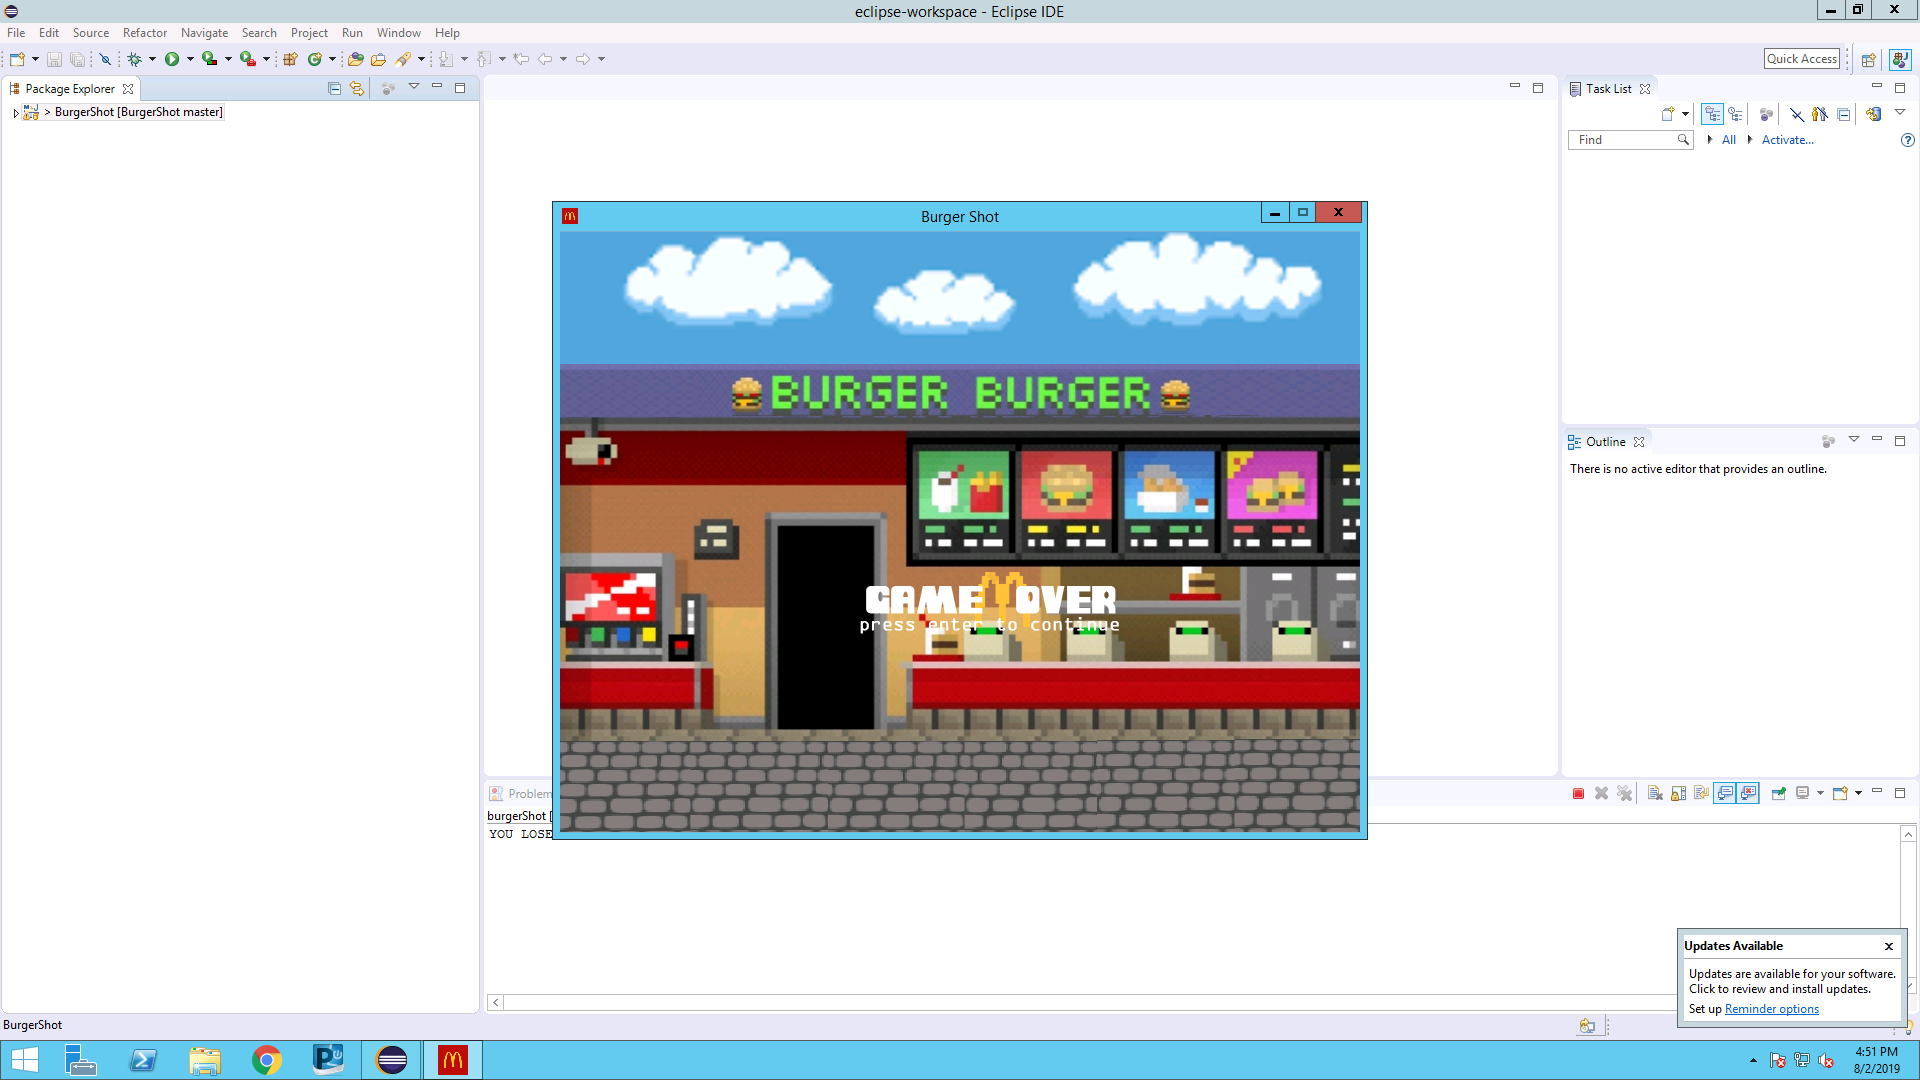 eclipse-workspace - Eclipse IDE
File Edit Source Refactor Navigate Search Project Run Window Help
Quick Access
Package Explorer
> BurgerShot [BurgerShot master]
Task List
Find
All
Activate...
Burger Shot
BURGER BURGER
GAME OVER
press enter to continue
Outline
There is no active editor that provides an outline.
Problem
burgerShot [
YOU LOSE
Updates Available
Updates are available for your software.
Click to review and install updates.
Set up Reminder options
BurgerShot
4:51 PM
8/2/2019